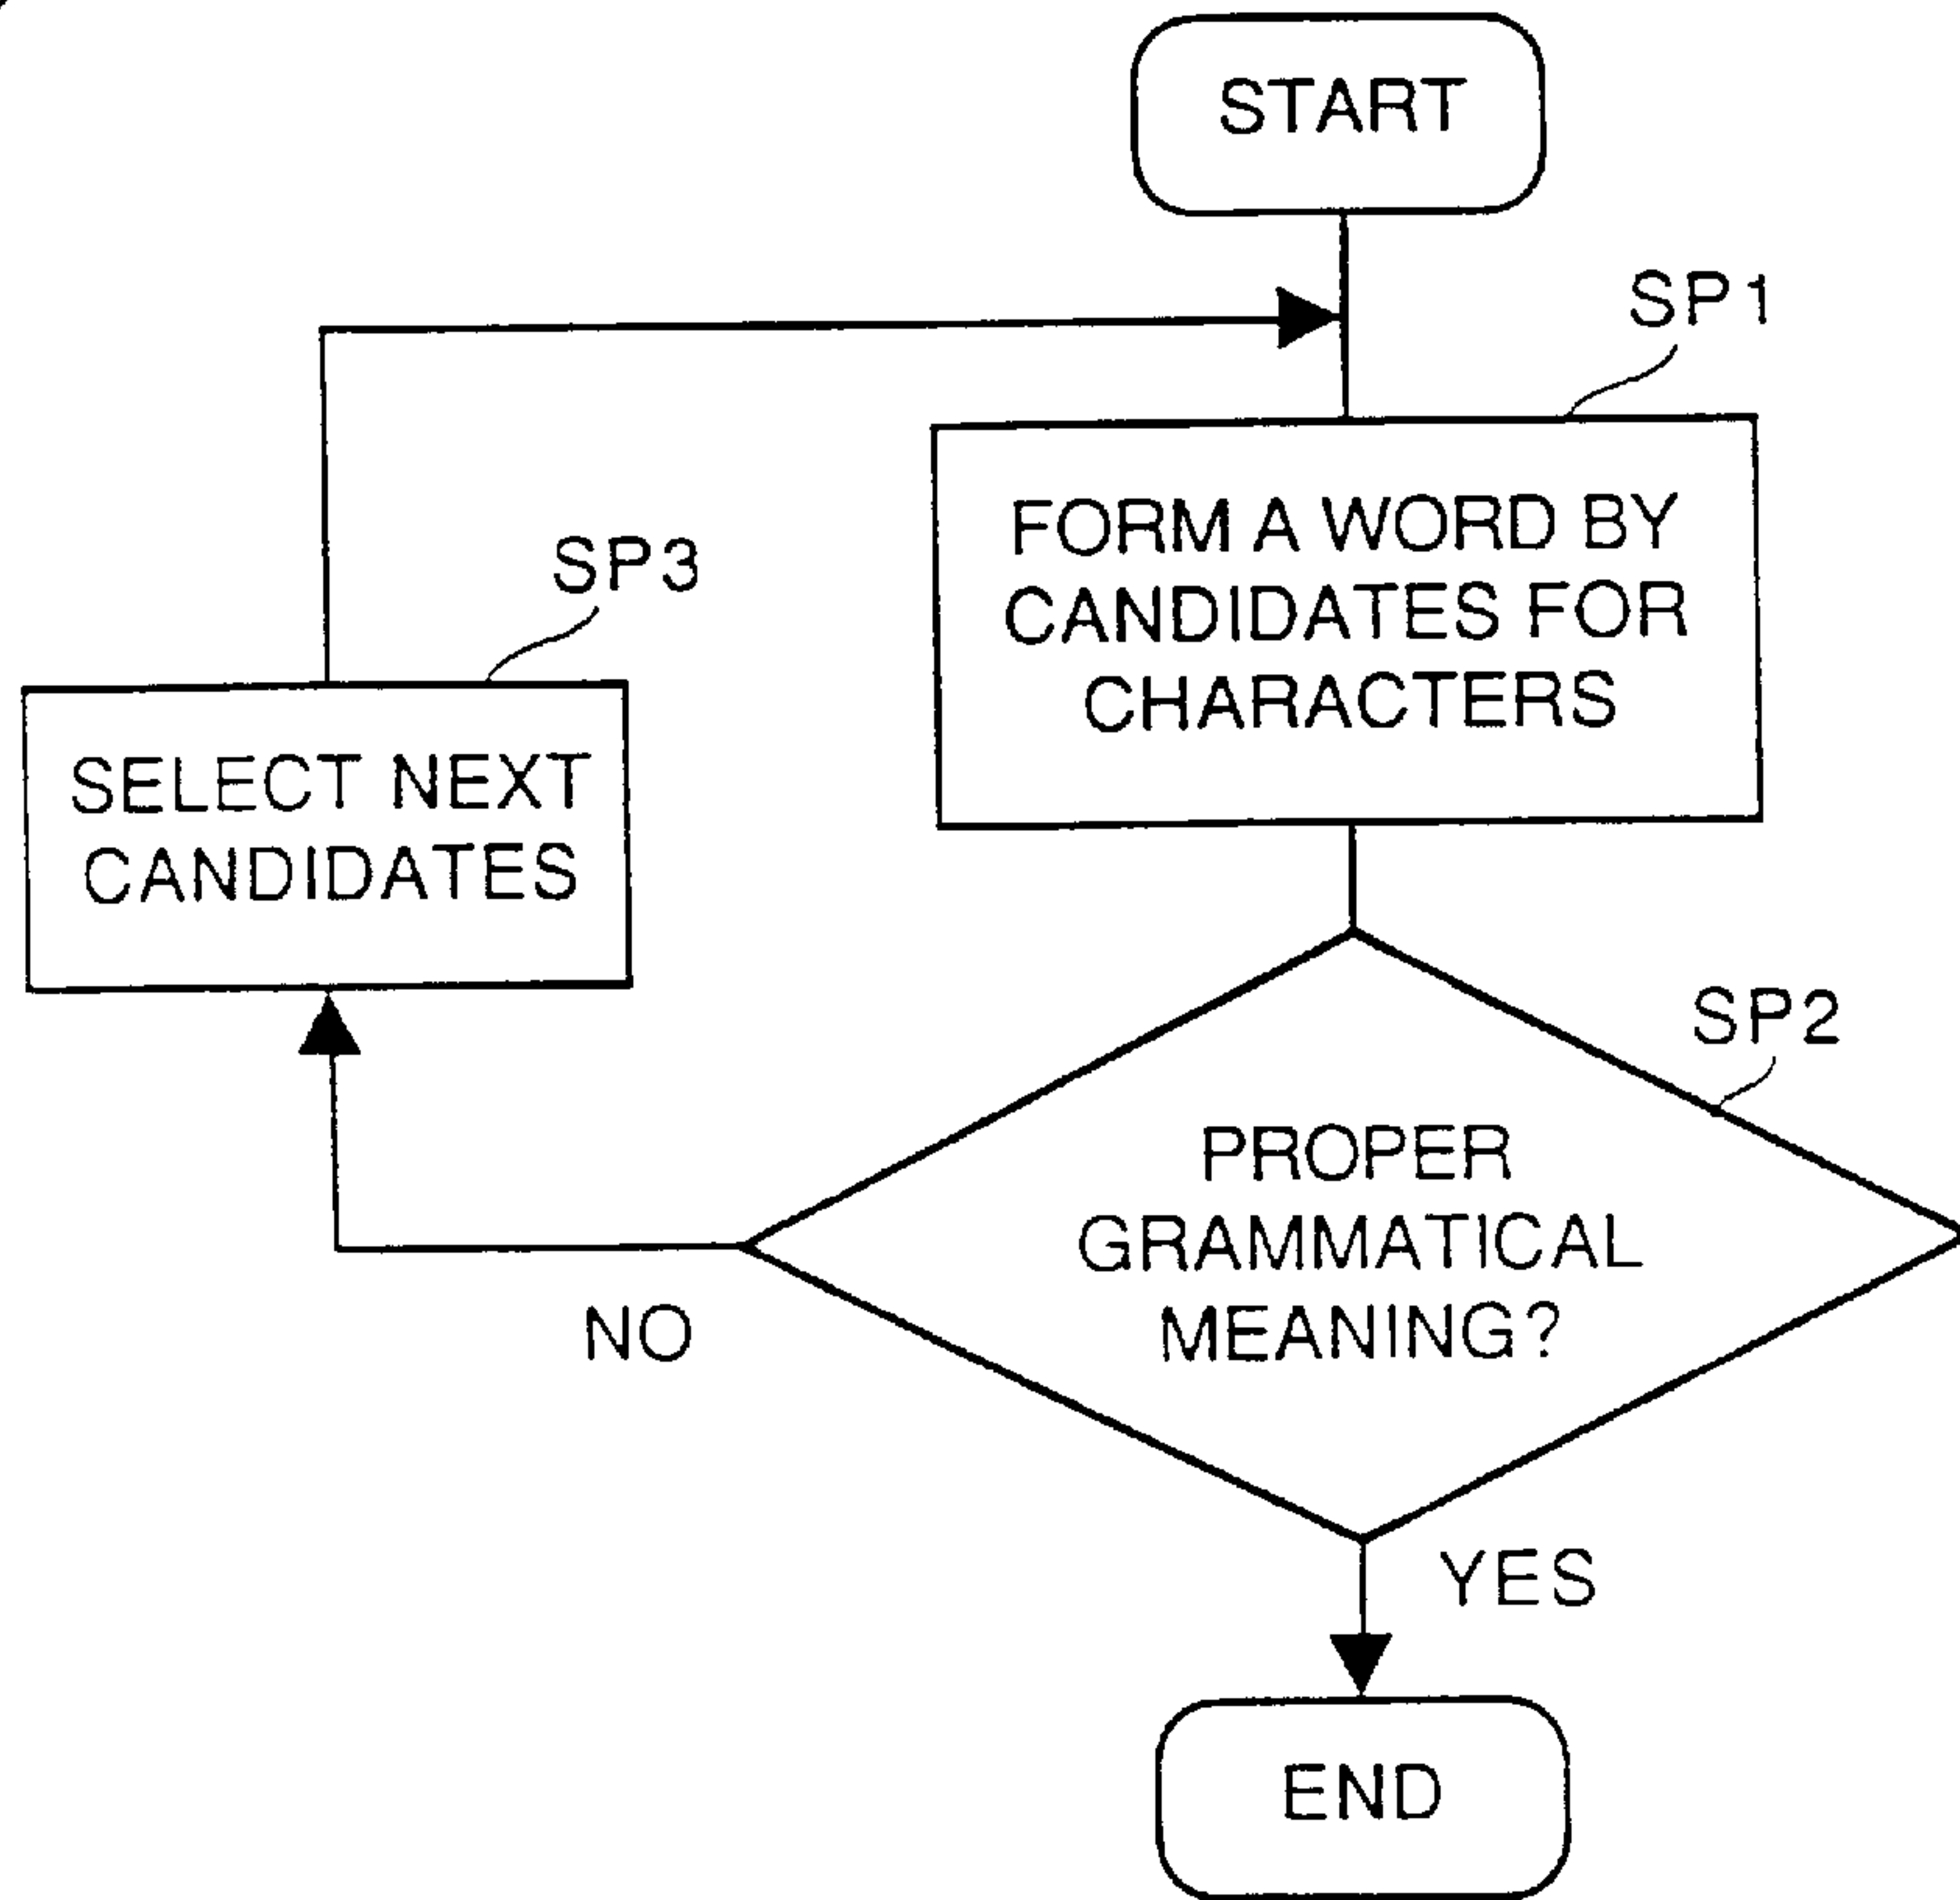 START
SP1
FORM A WORD BY
CANDIDATES FOR
CHARACTERS
SP3
SELECT NEXT
CANDIDATES
SP2
PROPER
GRAMMATICAL
MEANING?
NO
YES
END